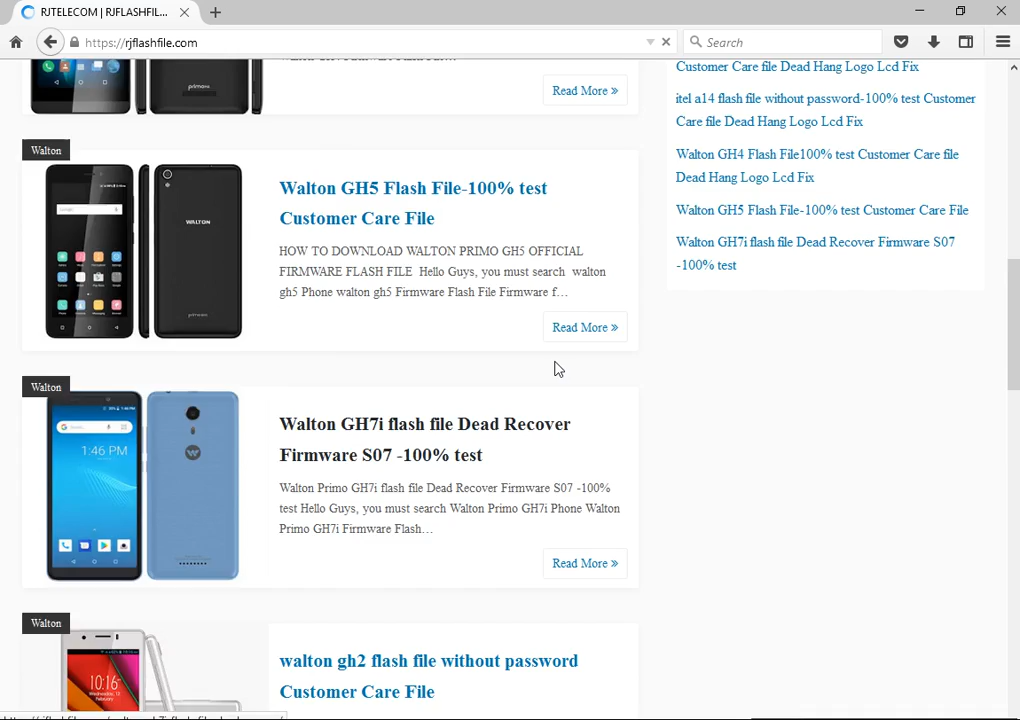 RJTELECOM | RJFLASHFIL...
https://rjflashfile.com
Search
Read More »
Walton
WALTON
Walton GH5 Flash File-100% test
Customer Care File
HOW TO DOWNLOAD WALTON PRIMO GH5 OFFICIAL
FIRMWARE FLASH FILE Hello Guys, you must search walton
gh5 Phone walton gh5 Firmware Flash File Firmware f…
Read More »
Walton
1:46 PM
Walton GH7i flash file Dead Recover
Firmware S07 -100% test
Walton Primo GH7i flash file Dead Recover Firmware S07 -100%
test Hello Guys, you must search Walton Primo GH7i Phone Walton
Primo GH7i Firmware Flash…
Read More »
Walton
10:16
walton gh2 flash file without password
Customer Care File
Customer Care file Dead Hang Logo Lcd Fix
itel a14 flash file without password-100% test Customer
Care file Dead Hang Logo Lcd Fix
Walton GH4 Flash File100% test Customer Care file
Dead Hang Logo Lcd Fix
Walton GH5 Flash File-100% test Customer Care File
Walton GH7i flash file Dead Recover Firmware S07
-100% test